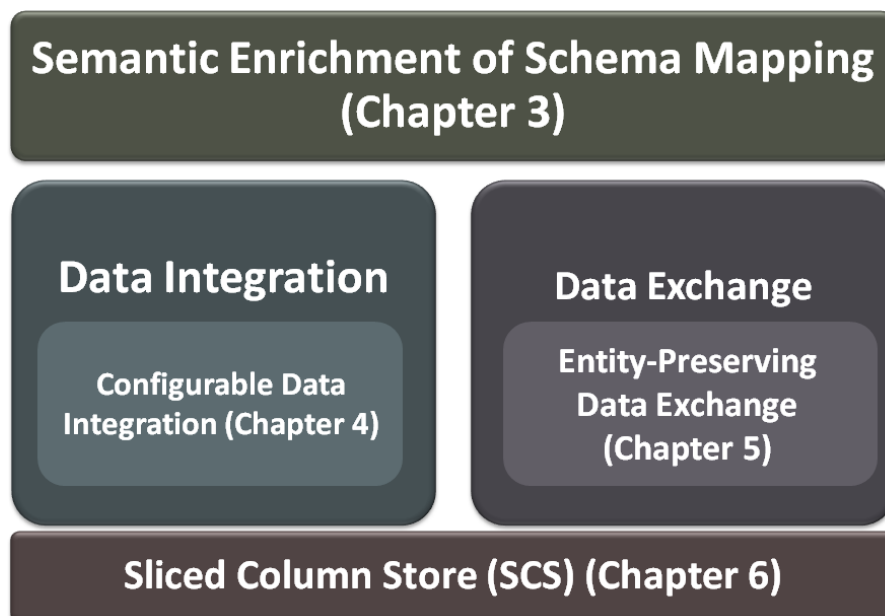 Semantic Enrichment of Schema Mapping
(Chapter 3)
Data Integration
Configurable Data
Integration (Chapter 4)
Data Exchange
Entity-Preserving
Data Exchange
(Chapter 5)
Sliced Column Store (SCS) (Chapter 6)